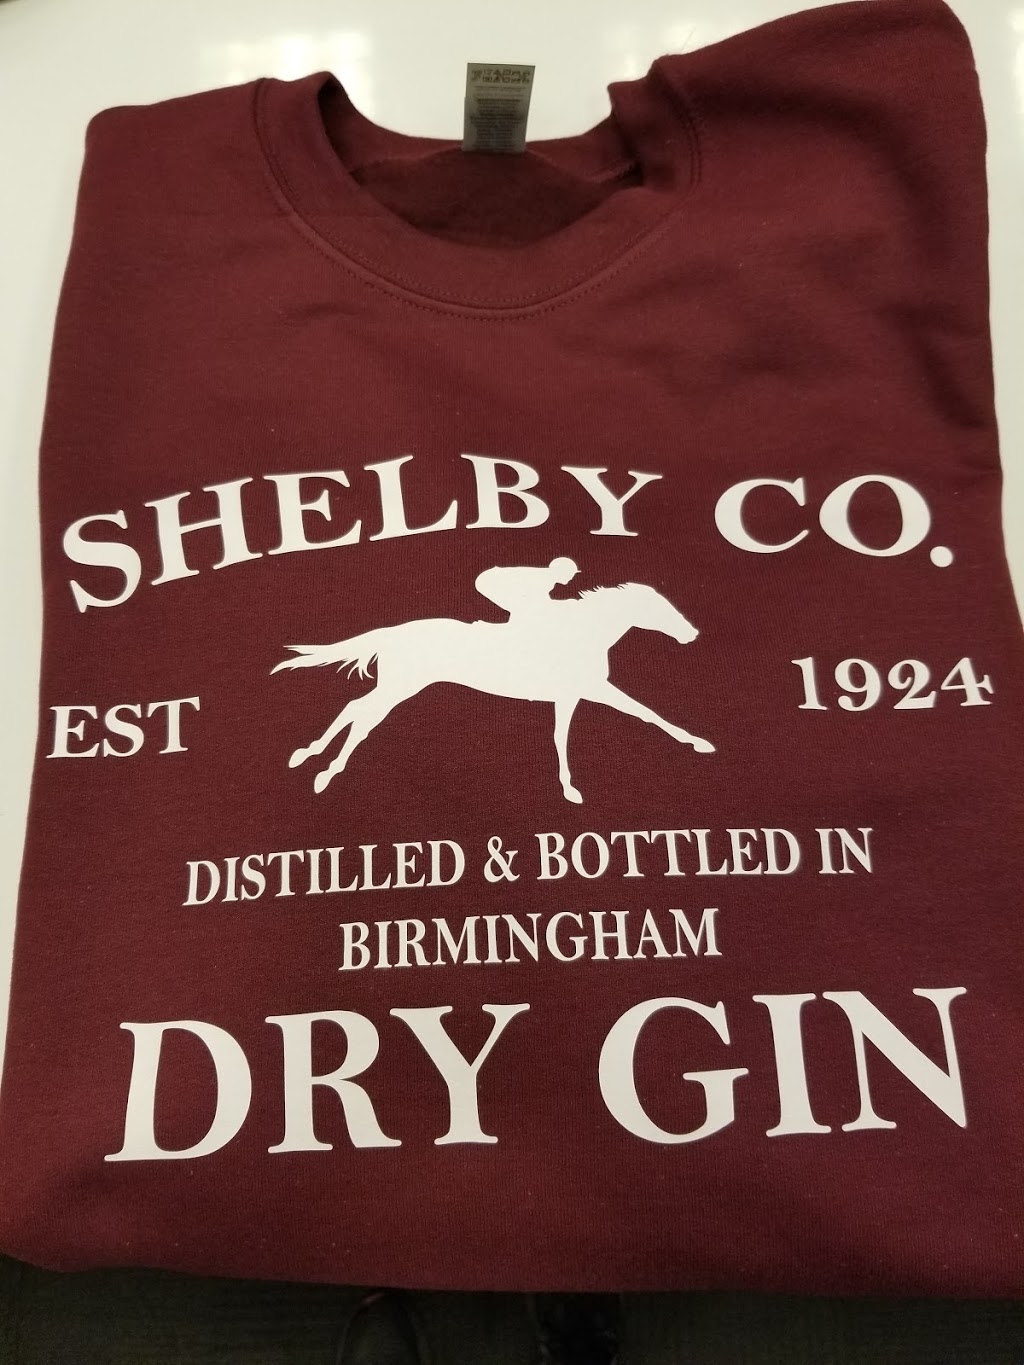 SHELBY CO.
EST 1924
DISTILLED & BOTTLED IN
BIRMINGHAM
DRY GIN